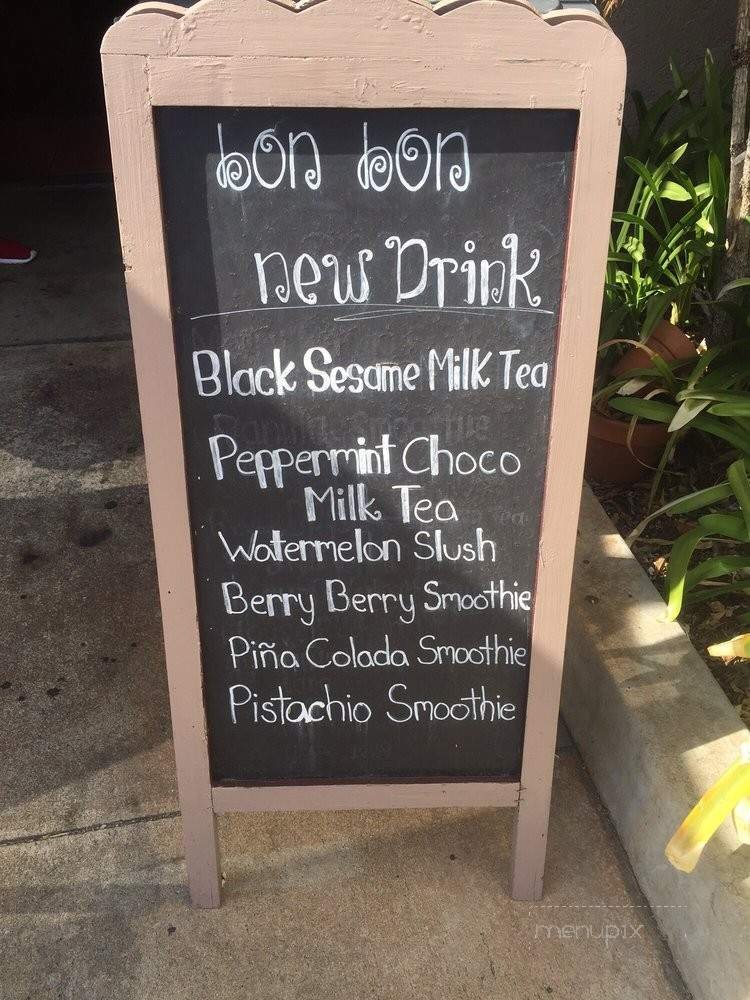 bon bon
new Drink
Black Sesame Milk Tea
Peppermint Choco
Milk Tea
Watermelon Slush
Berry Berry Smoothie
Piña Colada Smoothie
Pistachio Smoothie
menupix